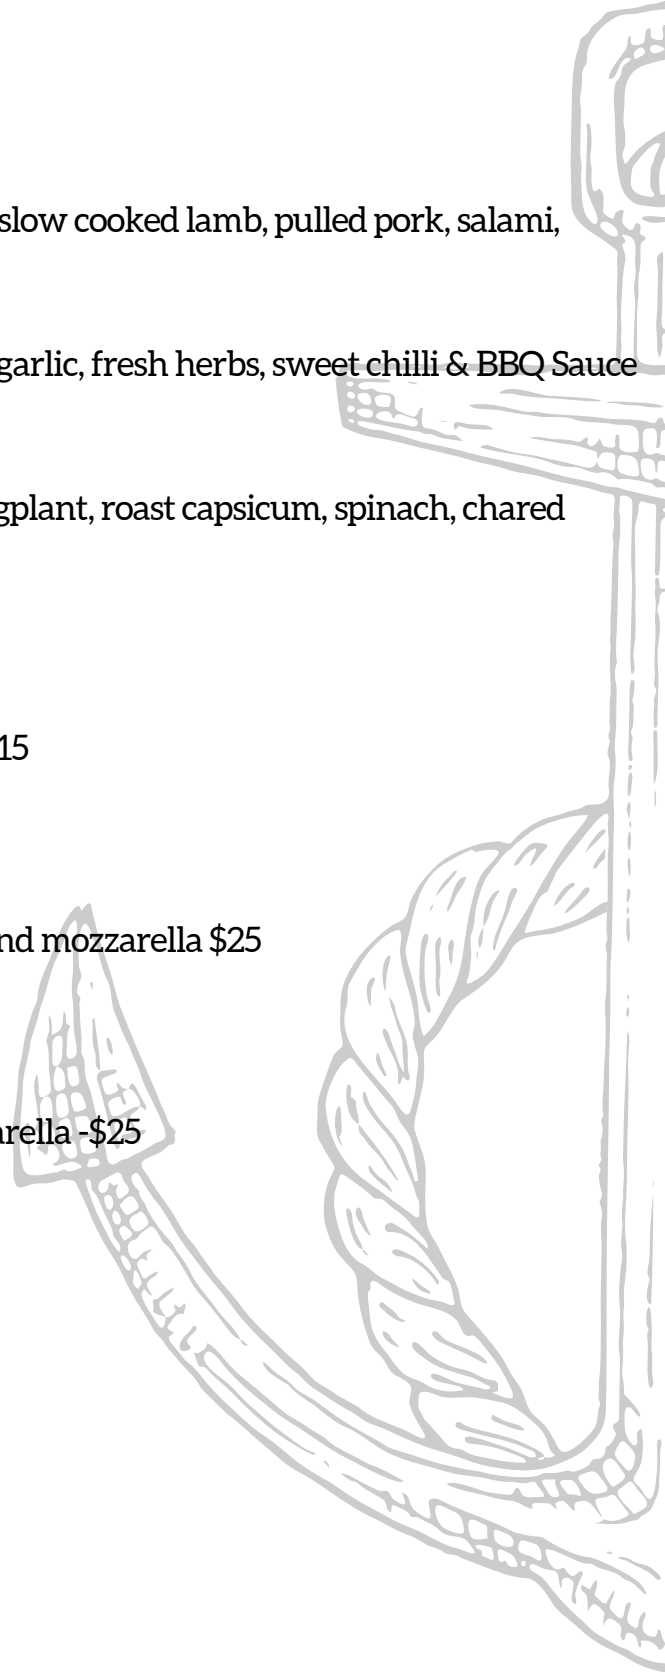 slow cooked lamb, pulled pork, salami,
garlic, fresh herbs, sweet chilli & BBQ Sauce
gplant, roast capsicum, spinach, chared
15
nd mozzarella $25
arella -$25